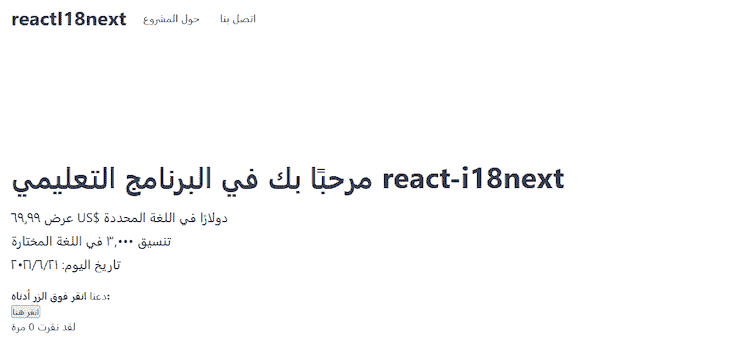 reactI18next حول المشروع اتصل بنا
مرحبًا بك في البرنامج التعليمي react-i18next
عرض ٦٩,٩٩ US$ دولارًا في اللغة المحددة
تنسيق ٣,٠٠٠ في اللغة المختارة
تاريخ اليوم: ٢٠٢١/٦/٢١
دعنا انقر فوق الزر أدناه:
انقر هنا
لقد نقرت 0 مرة